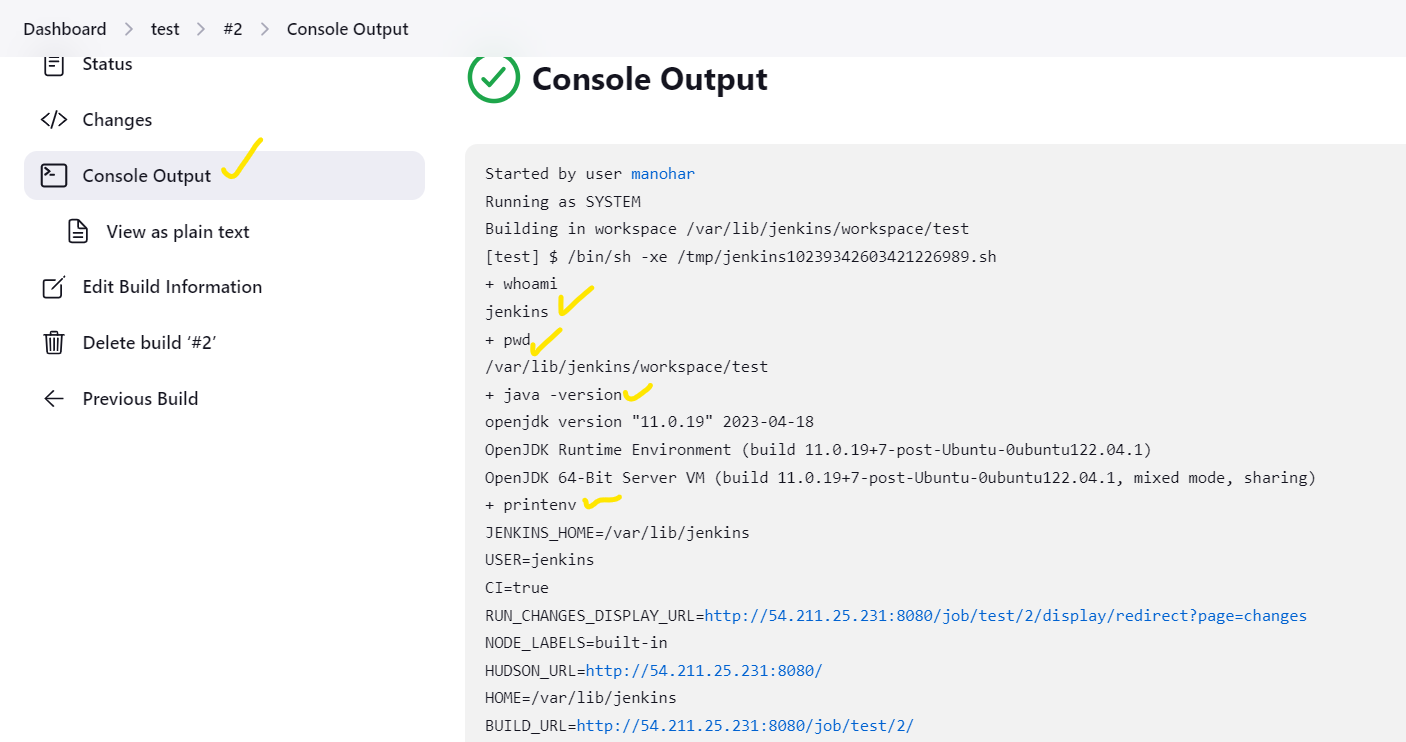 Dashboard > test > #2 > Console Output
Status
Changes
Console Output
View as plain text
Edit Build Information
Delete build ‘#2’
Previous Build
Console Output
Started by user manohar
Running as SYSTEM
Building in workspace /var/lib/jenkins/workspace/test
[test] $ /bin/sh -xe /tmp/jenkins10239342603421226989.sh
+ whoami
jenkins
+ pwd
/var/lib/jenkins/workspace/test
+ java -version
openjdk version "11.0.19" 2023-04-18
OpenJDK Runtime Environment (build 11.0.19+7-post-Ubuntu-0ubuntu122.04.1)
OpenJDK 64-Bit Server VM (build 11.0.19+7-post-Ubuntu-0ubuntu122.04.1, mixed mode, sharing)
+ printenv
JENKINS_HOME=/var/lib/jenkins
USER=jenkins
CI=true
RUN_CHANGES_DISPLAY_URL=http://54.211.25.231:8080/job/test/2/display/redirect?page=changes
NODE_LABELS=built-in
HUDSON_URL=http://54.211.25.231:8080/
HOME=/var/lib/jenkins
BUILD_URL=http://54.211.25.231:8080/job/test/2/